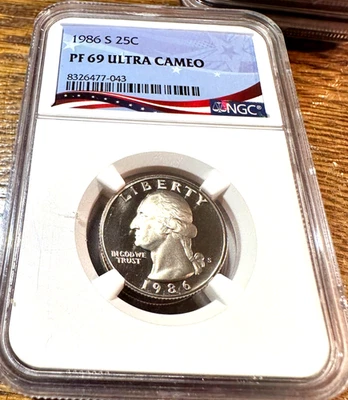 1986 S 25C
PF 69 ULTRA CAMEO
8326477-043
NGC
LIBERTY
IN GOD WE
TRUST
S
1986